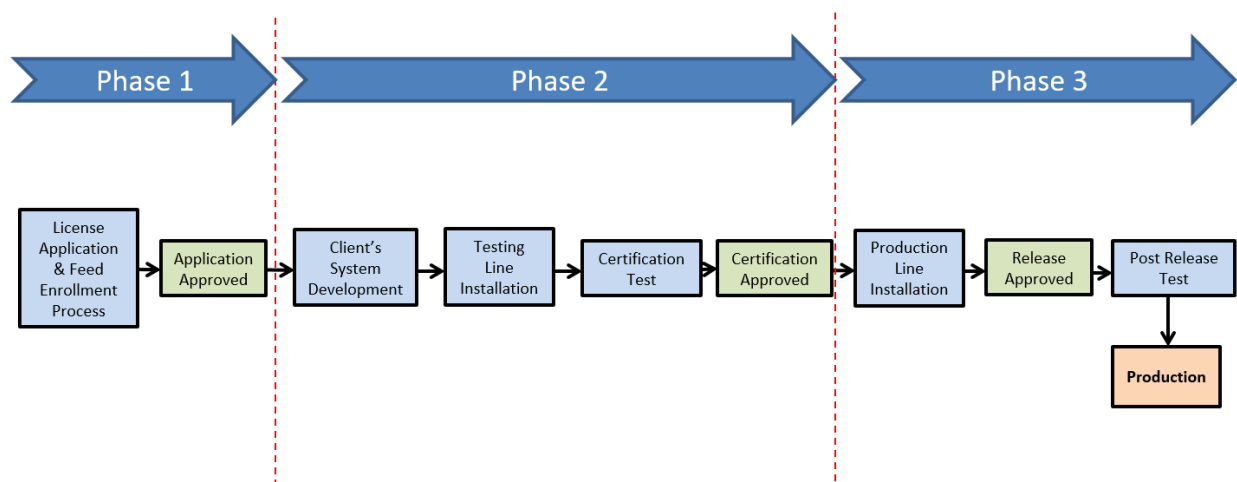 Phase 1
Phase 2
Phase 3
License
Application
& Feed
Enrollment
Process
Application
Approved
Client's
System
Development
Testing
Line
Installation
Certification
Test
Certification
Approved
Production
Line
Installation
Release
Approved
Post Release
Test
Production